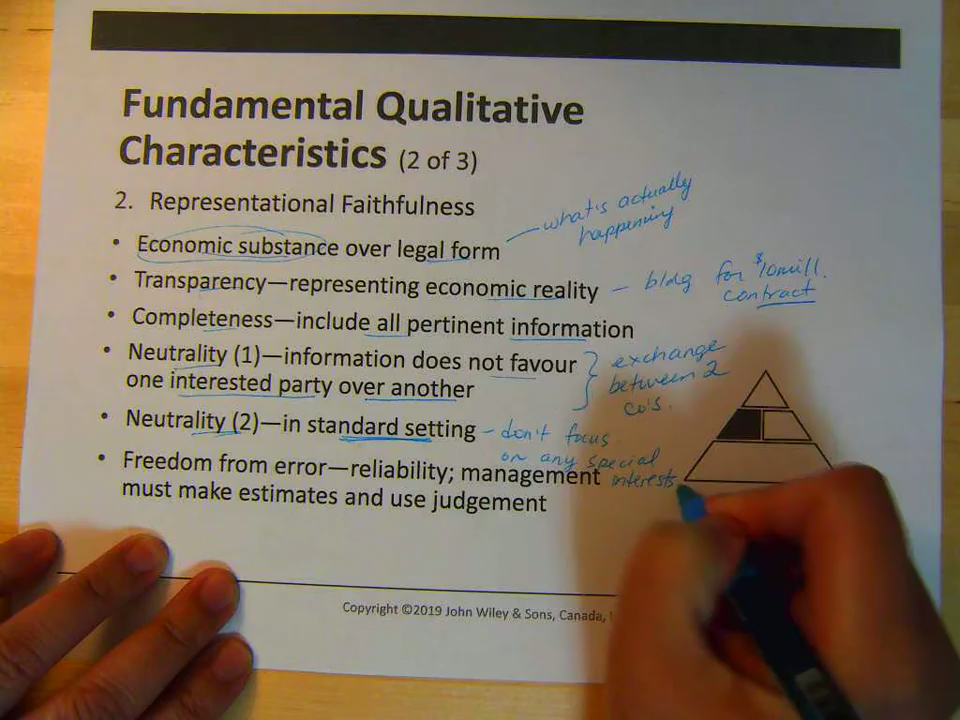 Fundamental Qualitative
Characteristics (2 of 3)
2. Representational Faithfulness
• Economic substance over legal form
what's actually
happening
• Transparency—representing economic reality
bldg for $10mill.
contract
• Completeness—include all pertinent information
• Neutrality (1)—information does not favour
one interested party over another
exchange
between 2
co's.
• Neutrality (2)—in standard setting
- don't focus
on any special
interests
• Freedom from error—reliability; management
must make estimates and use judgement
Copyright ©2019 John Wiley & Sons, Canada,